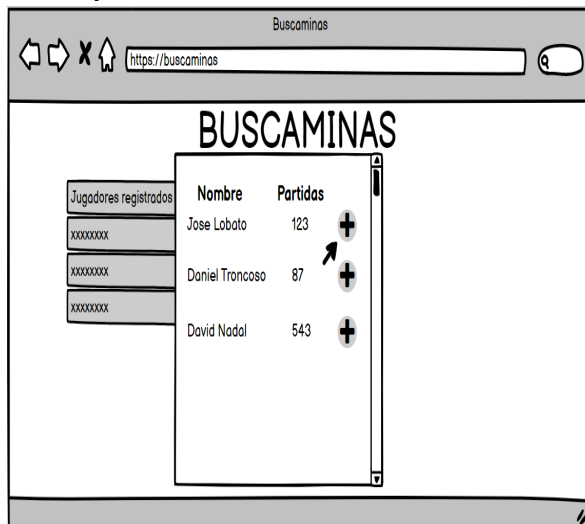 Buscaminas
https://buscaminas
BUSCAMINAS
Jugadores registrados
xxxxxxxx
xxxxxxxx
xxxxxxxx
Nombre Partidas
Jose Lobato 123
Daniel Troncoso 87
David Nadal 543